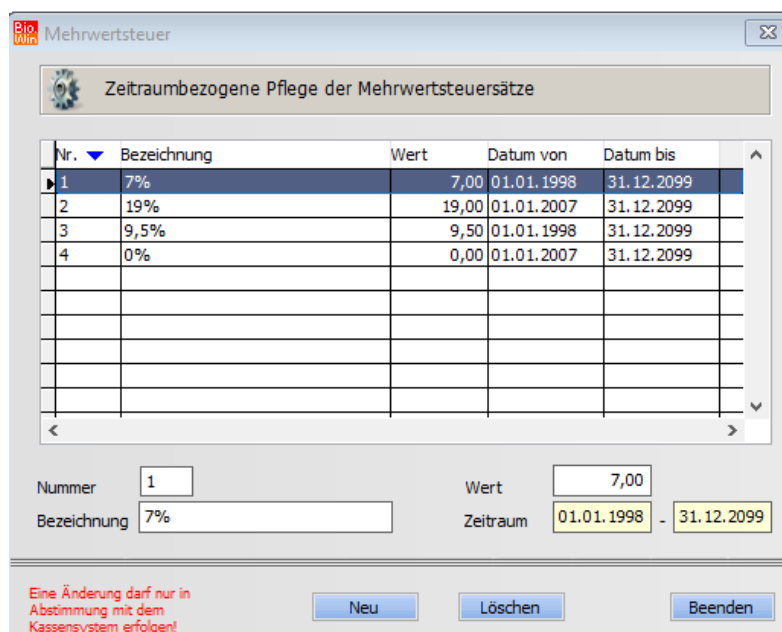 Bio
Win
Mehrwertsteuer
Zeitraumbezogene Pflege der Mehrwertsteuersätze
Nr. Bezeichnung Wert Datum von Datum bis
1 7% 7,00 01.01.1998 31.12.2099
2 19% 19,00 01.01.2007 31.12.2099
3 9,5% 9,50 01.01.1998 31.12.2099
4 0% 0,00 01.01.2007 31.12.2099
Nummer 1 Wert 7,00
Bezeichnung 7% Zeitraum 01.01.1998 - 31.12.2099
Eine Änderung darf nur in
Abstimmung mit dem
Kassensystem erfolgen!
Neu Löschen Beenden